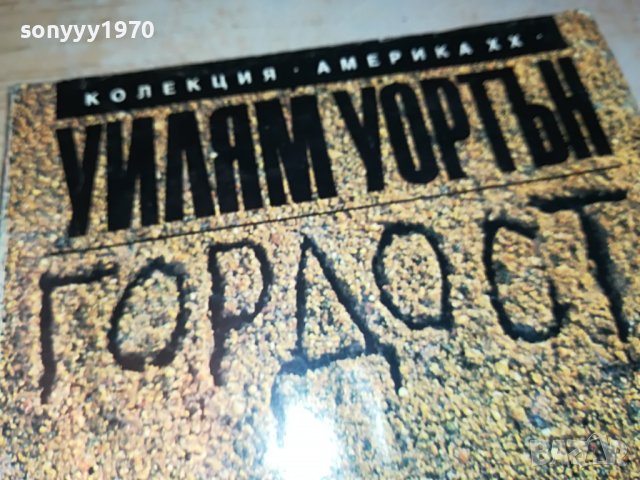 sonyyy1970
КОЛЕКЦИЯ · АМЕРИКА XX ·
УИЛЯМ УОРТЪН
ГОРДОСТ